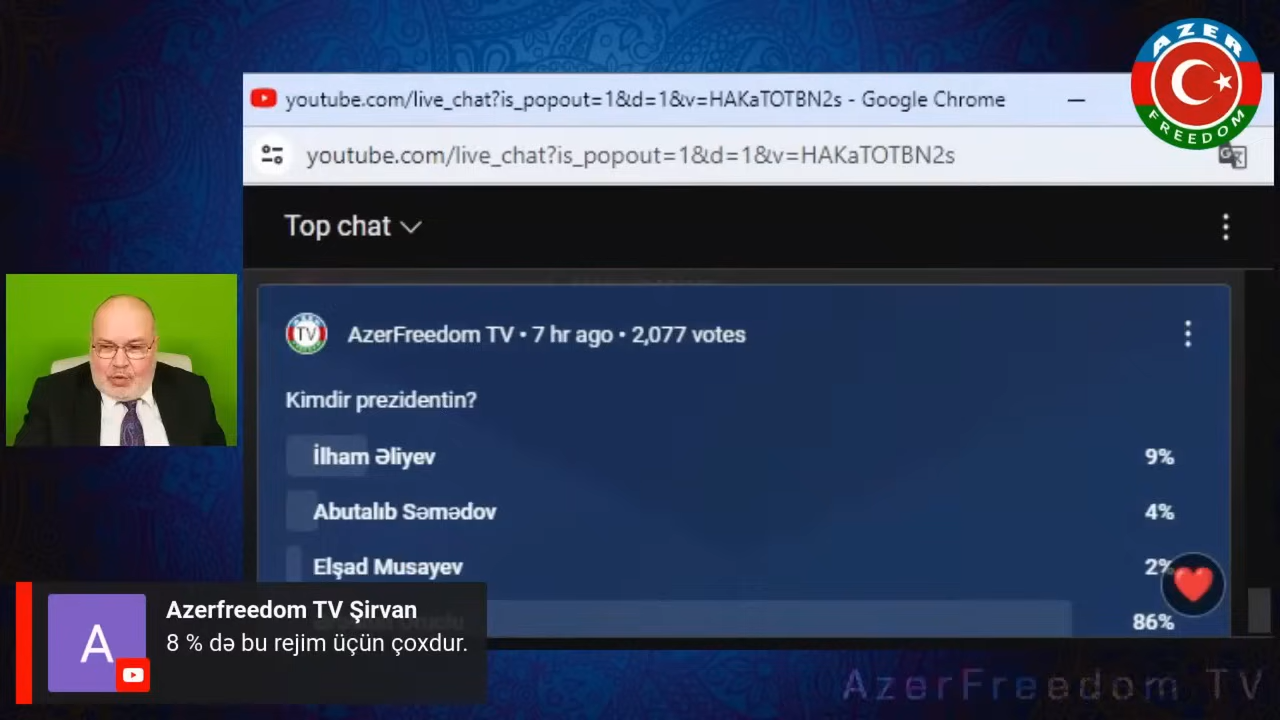 AZER
FREEDOM
youtube.com/live_chat?is_popout=1&d=1&v=HAKaTOTBN2s - Google Chrome
youtube.com/live_chat?is_popout=1&d=1&v=HAKaTOTBN2s
Top chat
TV
AzerFreedom TV • 7 hr ago • 2,077 votes
Kimdir prezidentin?
İlham Əliyev 9%
Abutalıb Səmədov 4%
Elşad Musayev 2%
86%
A
Azerfreedom TV Şirvan
8 % də bu rejim üçün çoxdur.
AzerFreedom TV